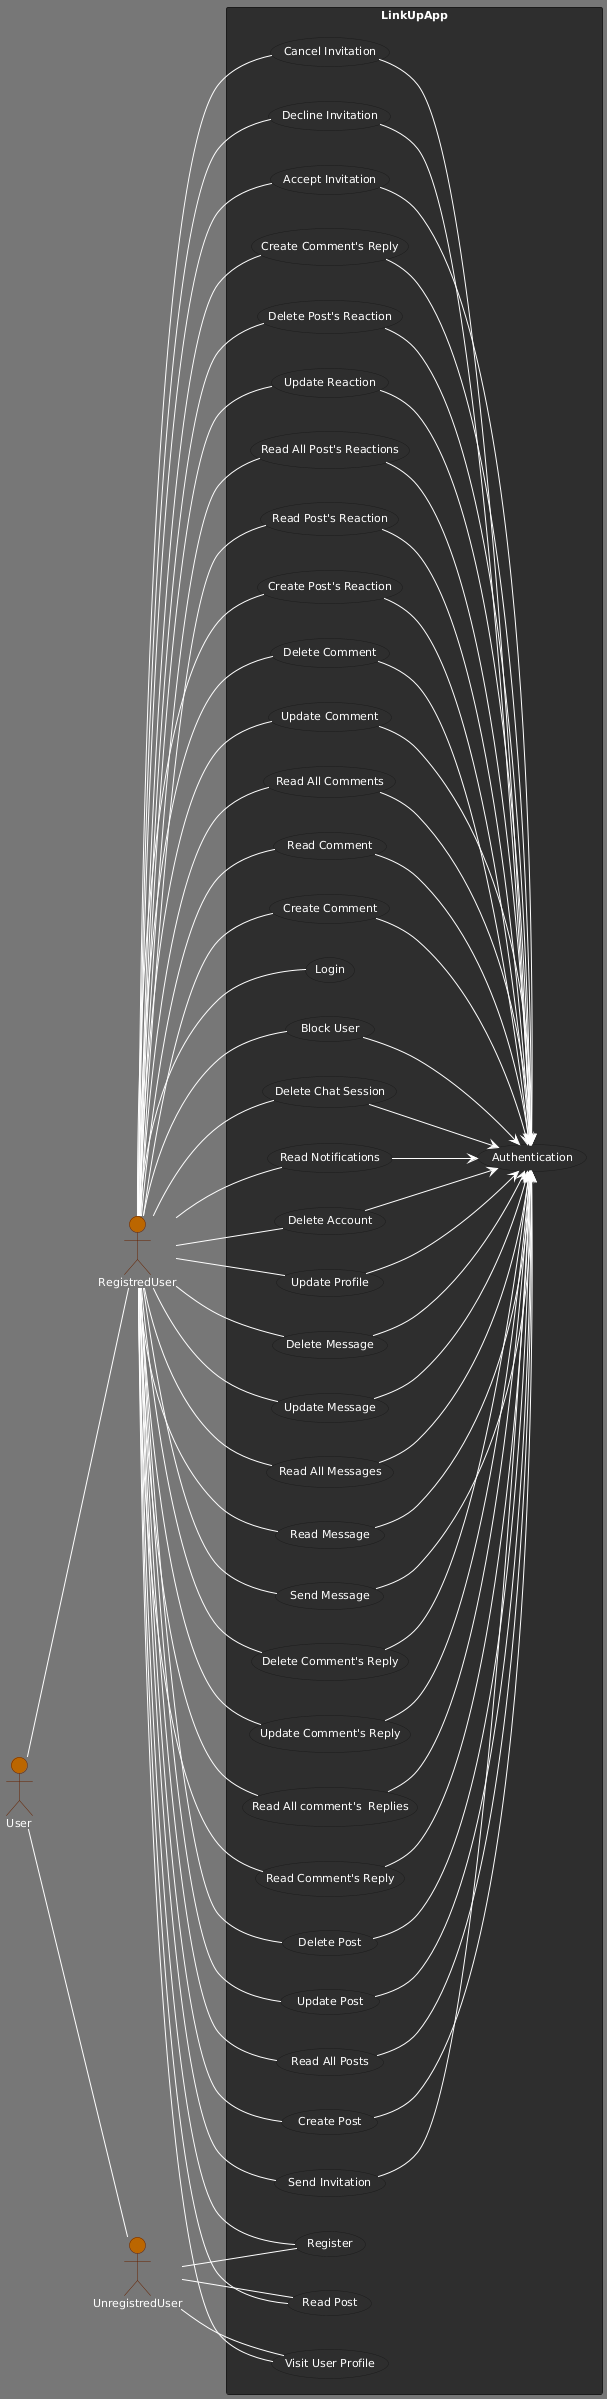 LinkUpApp
Cancel Invitation
Decline Invitation
Accept Invitation
Create Comment's Reply
Delete Post's Reaction
Update Reaction
Read All Post's Reactions
Read Post's Reaction
Create Post's Reaction
Delete Comment
Update Comment
Read All Comments
Read Comment
Create Comment
Login
Block User
Delete Chat Session
Read Notifications
Authentication
Delete Account
Update Profile
RegistredUser
Delete Message
Update Message
Read All Messages
Read Message
Send Message
Delete Comment's Reply
Update Comment's Reply
Read All comment's  Replies
User
Read Comment's Reply
Delete Post
Update Post
Read All Posts
Create Post
Send Invitation
Register
UnregistredUser
Read Post
Visit User Profile